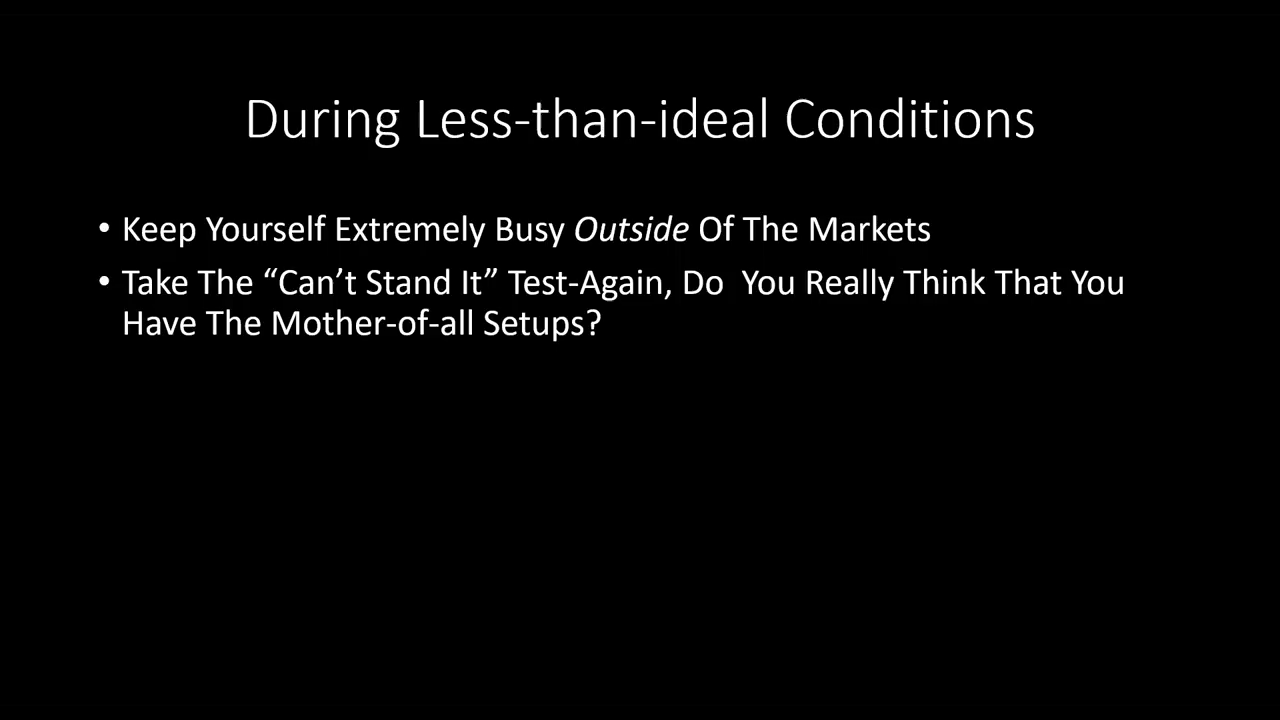 During Less-than-ideal Conditions
• Keep Yourself Extremely Busy Outside Of The Markets
• Take The “Can’t Stand It” Test-Again, Do  You Really Think That You
Have The Mother-of-all Setups?